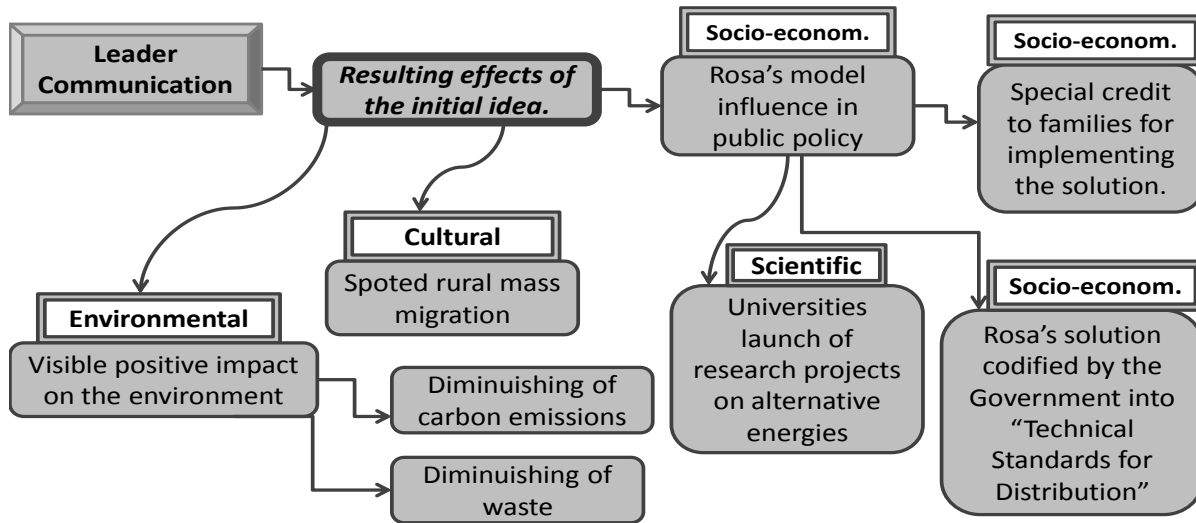 Leader
Communication
Resulting effects of
the initial idea.
Socio-econom.
Rosa’s model
influence in
public policy
Socio-econom.
Special credit
to families for
implementing
the solution.
Cultural
Spoted rural mass
migration
Environmental
Visible positive impact
on the environment
Diminuishing of
carbon emissions
Diminuishing of
waste
Scientific
Universities
launch of
research projects
on alternative
energies
Socio-econom.
Rosa’s solution
codified by the
Government into
“Technical
Standards for
Distribution”